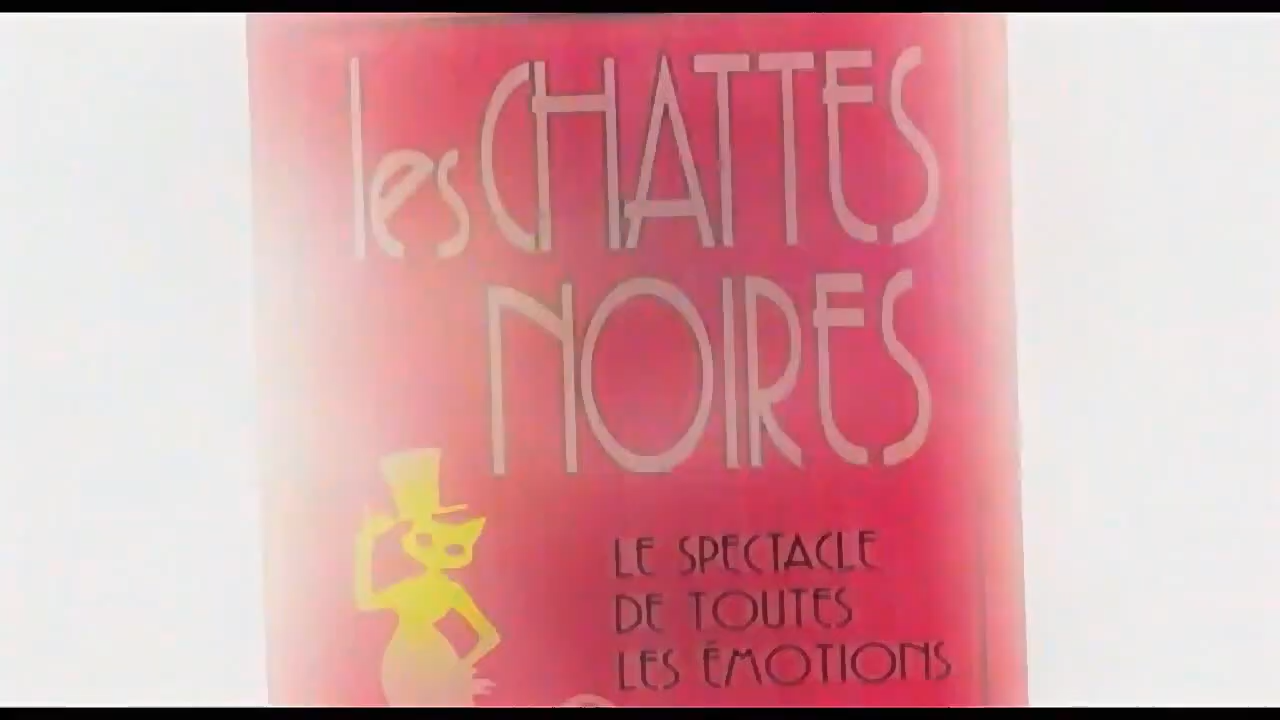 les CHATTES
NOIRES
LE SPECTACLE
DE TOUTES
LES ÉMOTIONS